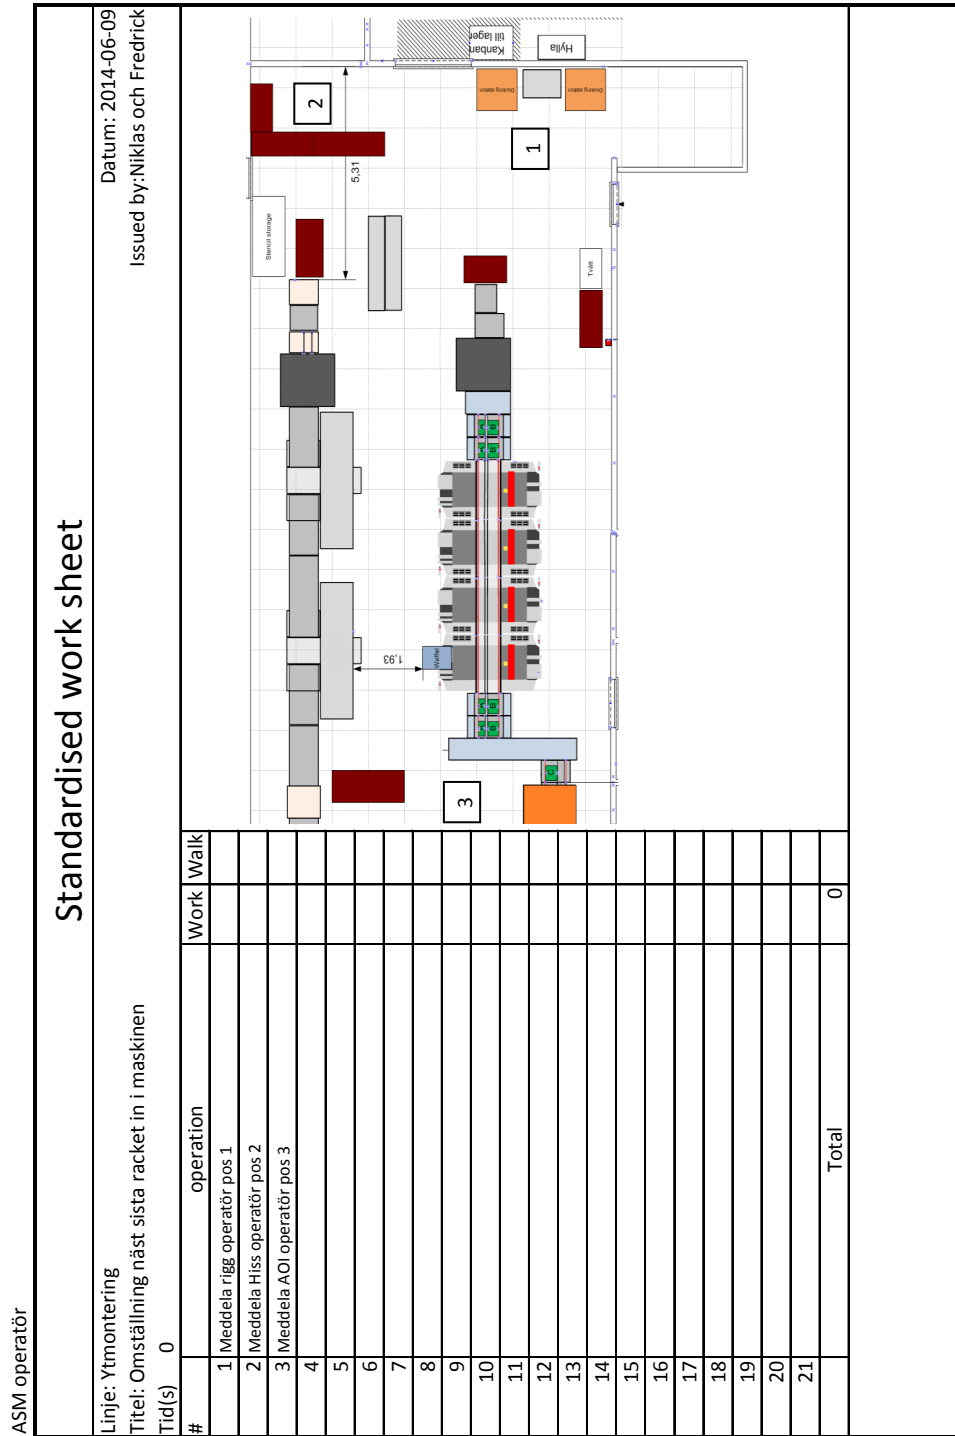 ASM operatör
Standardised work sheet
Linje: Ytmontering
Datum: 2014-06-09
Titel: Omställning näst sista racket in i maskinen
Issued by:Niklas och Fredrick
Tid(s) 0
# operation Work Walk
1 Meddela rigg operatör pos 1
2 Meddela Hiss operatör pos 2
3 Meddela AOI operatör pos 3
4
5
6
7
8
9
10
11
12
13
14
15
16
17
18
19
20
21
Total 0
Stencil storage
2
5,31
Kanban
till lager
Hylla
Docking station
Docking station
1
Tvätt
1,93
Waffel
A
B
A
B
A
B
A
B
C
3